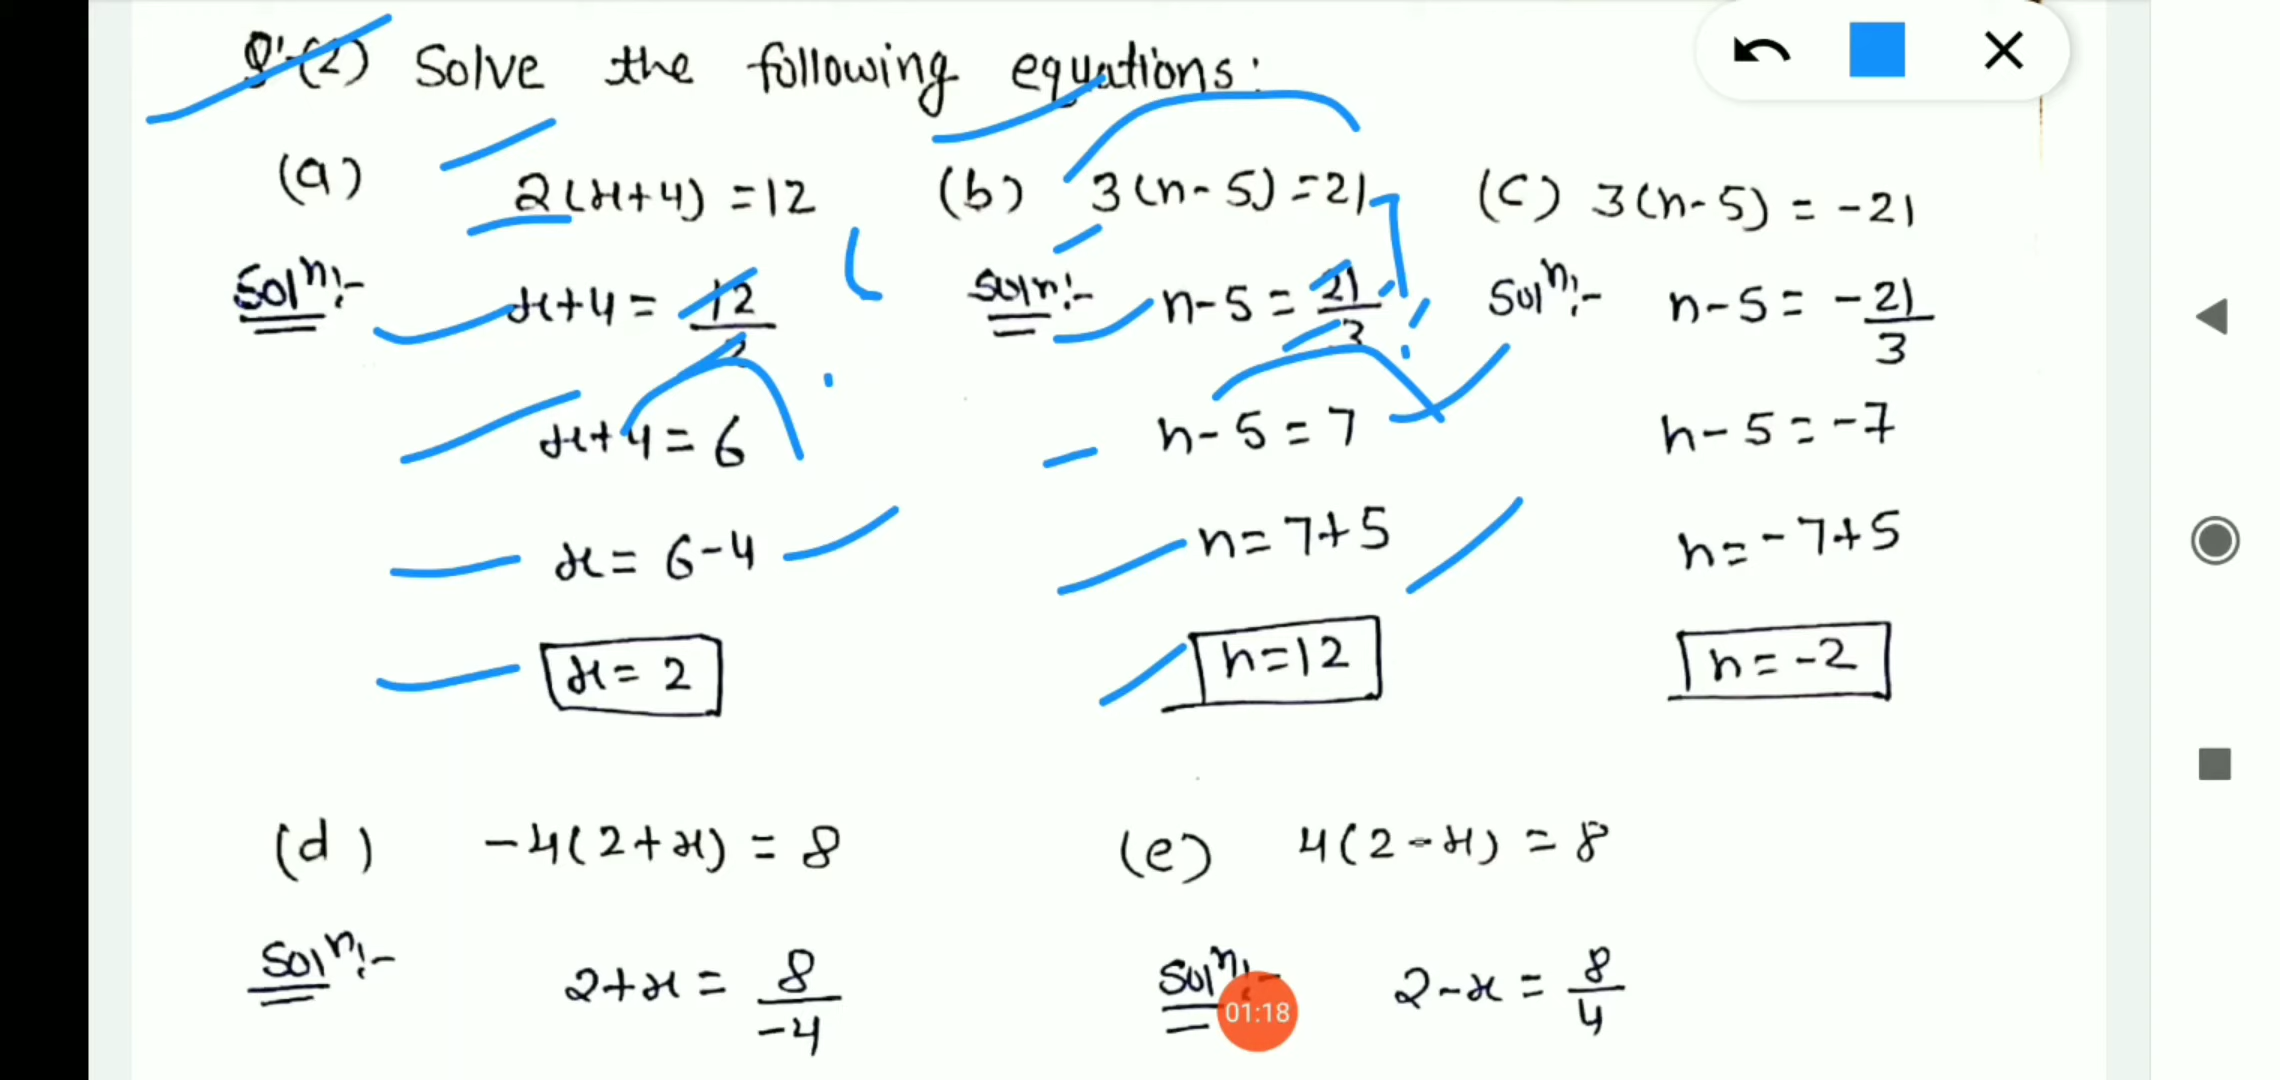 Q.(2) Solve the following equations:
(a) 2(x+4) = 12
Solⁿ:-
x+4 = 12/2
x+4 = 6
x = 6-4
x = 2
(b) 3(n-5) = 21
Solⁿ:-
n-5 = 21/3
n-5 = 7
n = 7+5
n = 12
(c) 3(n-5) = -21
Solⁿ:-
n-5 = -21/3
n-5 = -7
n = -7+5
n = -2
(d) -4(2+x) = 8
Solⁿ:-
2+x = 8/-4
(e) 4(2-x) = 8
Solⁿ:-
2-x = 8/4
01:18